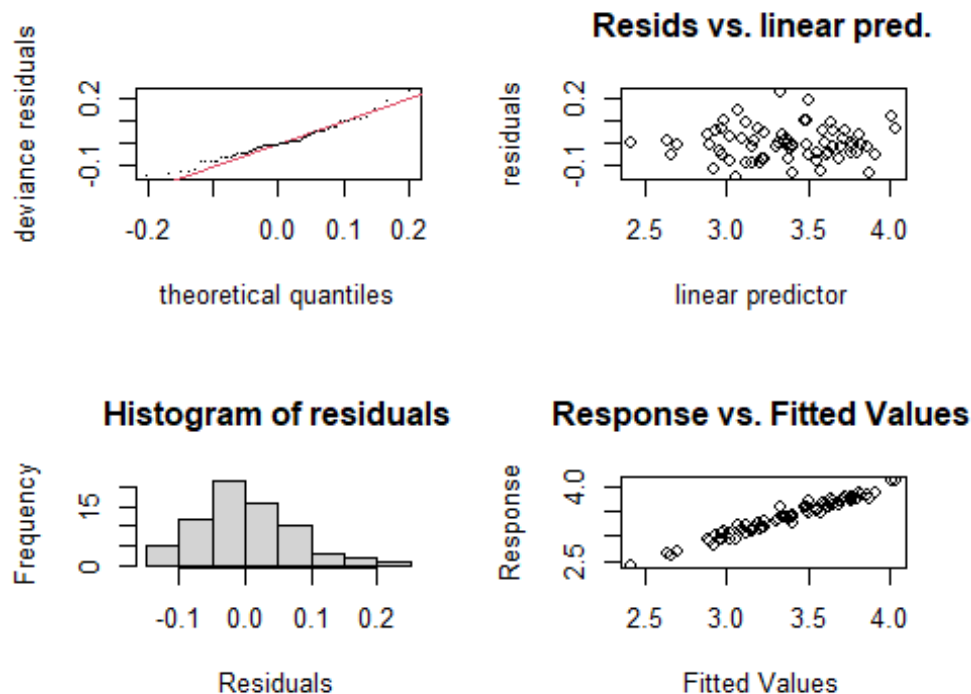 deviance residuals
0.2
-0.1
-0.2
0.0
0.1
0.2
theoretical quantiles
Resids vs. linear pred.
residuals
0.2
-0.1
2.5
3.0
3.5
4.0
linear predictor
Histogram of residuals
Frequency
15
0
-0.1
0.0
0.1
0.2
Residuals
Response vs. Fitted Values
Response
4.0
2.5
2.5
3.0
3.5
4.0
Fitted Values